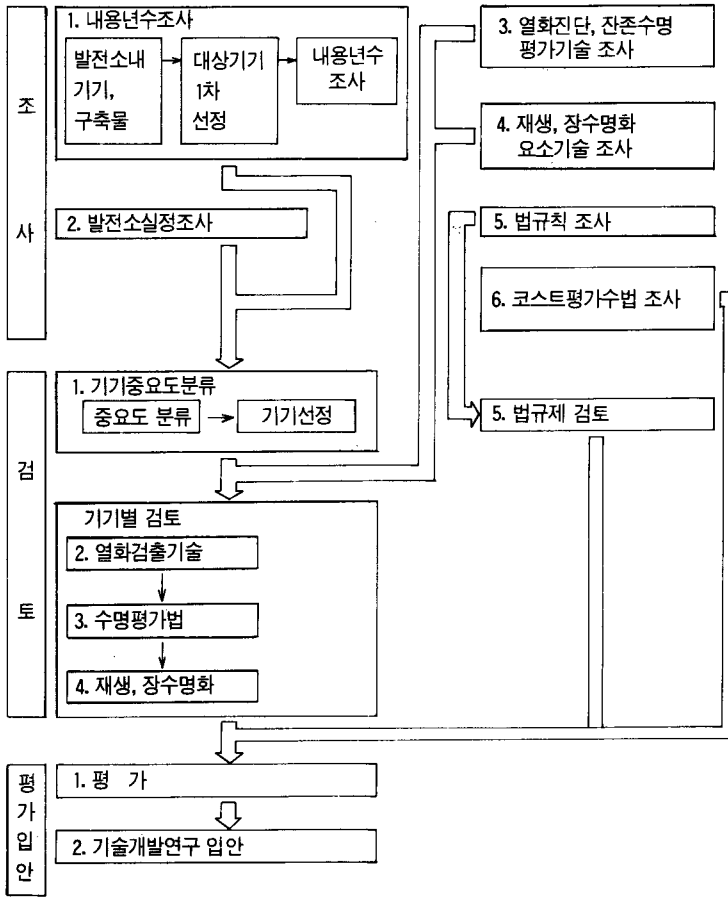 조 사
1. 내용년수조사
발전소내
기기,
구축물
대상기기
1차
선정
내용년수
조사
2. 발전소실정조사
3. 열화진단, 잔존수명
평가기술 조사
4. 재생, 장수명화
요소기술 조사
5. 법규칙 조사
6. 코스트평가수법 조사
검 토
1. 기기중요도분류
중요도 분류
기기선정
5. 법규제 검토
기기별 검토
2. 열화검출기술
3. 수명평가법
4. 재생, 장수명화
평가입안
1. 평 가
2. 기술개발연구 입안